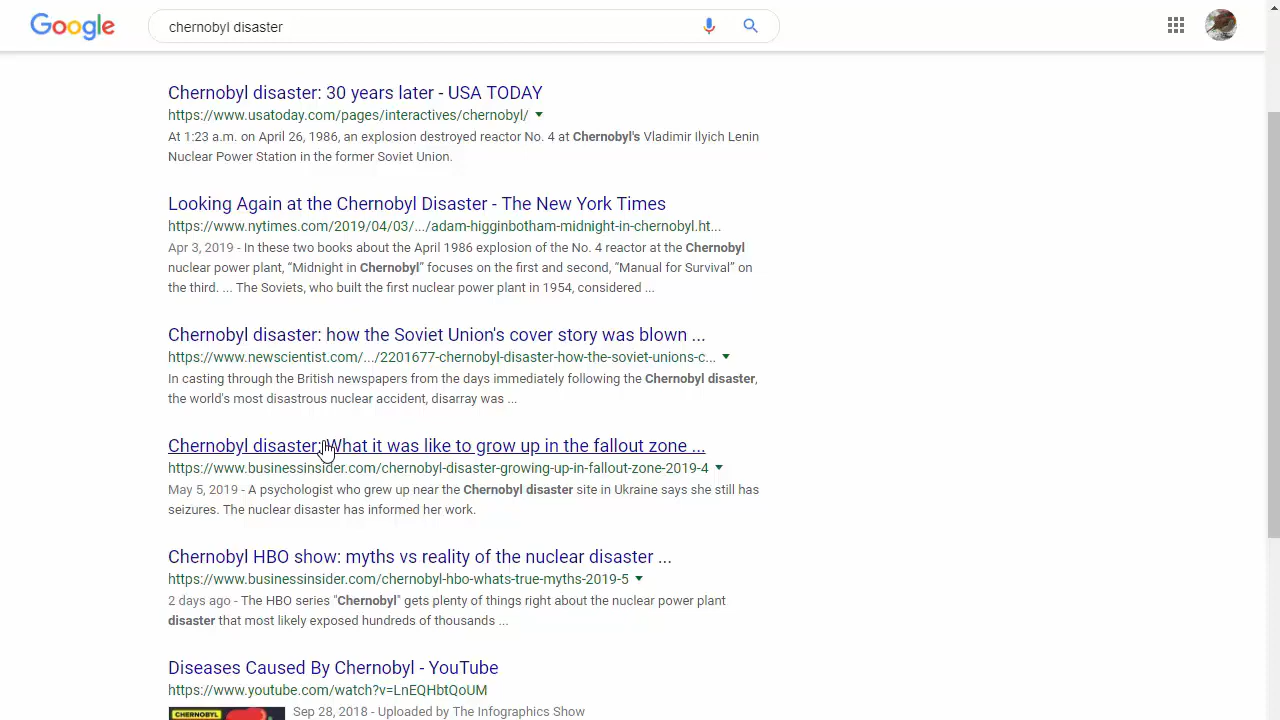 Google
chernobyl disaster
Chernobyl disaster: 30 years later - USA TODAY
https://www.usatoday.com/pages/interactives/chernobyl/
At 1:23 a.m. on April 26, 1986, an explosion destroyed reactor No. 4 at Chernobyl's Vladimir Ilyich Lenin
Nuclear Power Station in the former Soviet Union.
Looking Again at the Chernobyl Disaster - The New York Times
https://www.nytimes.com/2019/04/03/.../adam-higginbotham-midnight-in-chernobyl.ht...
Apr 3, 2019 - In these two books about the April 1986 explosion of the No. 4 reactor at the Chernobyl
nuclear power plant, “Midnight in Chernobyl” focuses on the first and second, “Manual for Survival” on
the third. ... The Soviets, who built the first nuclear power plant in 1954, considered ...
Chernobyl disaster: how the Soviet Union's cover story was blown ...
https://www.newscientist.com/.../2201677-chernobyl-disaster-how-the-soviet-unions-c...
In casting through the British newspapers from the days immediately following the Chernobyl disaster,
the world's most disastrous nuclear accident, disarray was ...
Chernobyl disaster: What it was like to grow up in the fallout zone ...
https://www.businessinsider.com/chernobyl-disaster-growing-up-in-fallout-zone-2019-4
May 5, 2019 - A psychologist who grew up near the Chernobyl disaster site in Ukraine says she still has
seizures. The nuclear disaster has informed her work.
Chernobyl HBO show: myths vs reality of the nuclear disaster ...
https://www.businessinsider.com/chernobyl-hbo-whats-true-myths-2019-5
2 days ago - The HBO series "Chernobyl" gets plenty of things right about the nuclear power plant
disaster that most likely exposed hundreds of thousands ...
Diseases Caused By Chernobyl - YouTube
https://www.youtube.com/watch?v=LnEQHbtQoUM
CHERNOBYL
Sep 28, 2018 - Uploaded by The Infographics Show